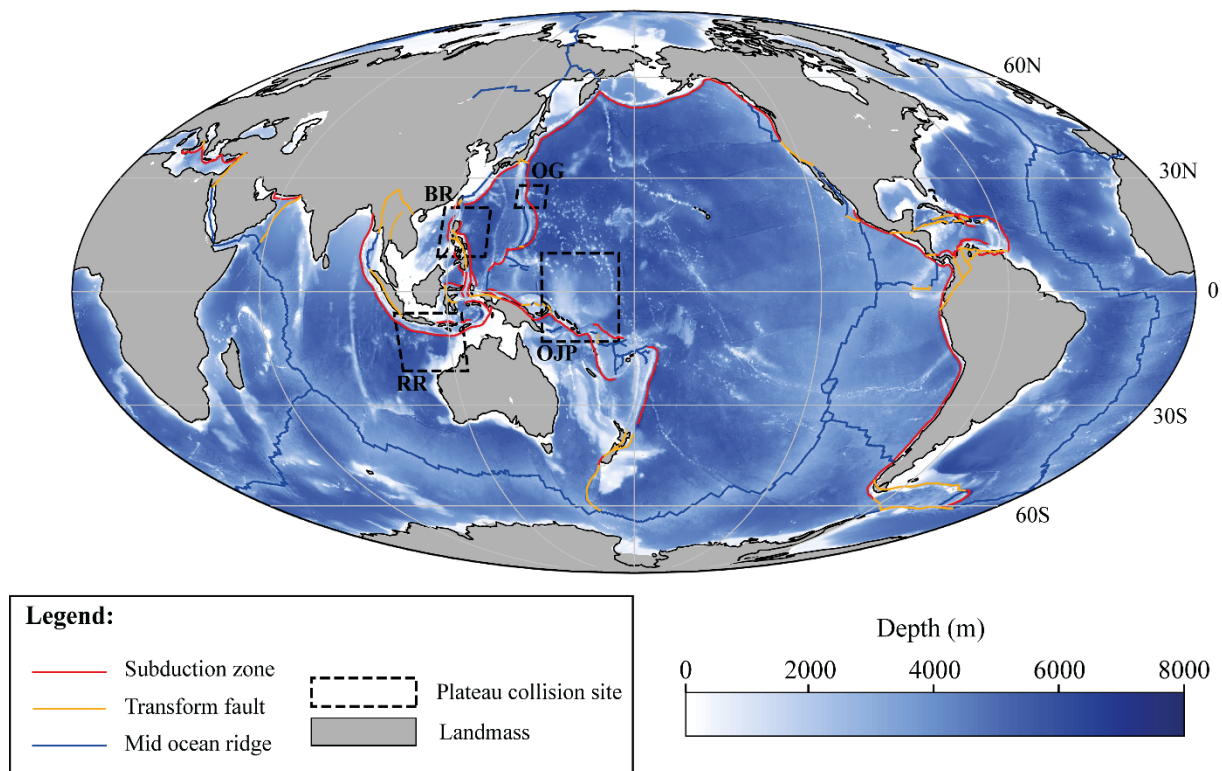 60N
OG
BR
30N
0
OJP
RR
30S
60S
Legend:
Subduction zone
Transform fault
Mid ocean ridge
Plateau collision site
Landmass
Depth (m)
0 2000 4000 6000 8000